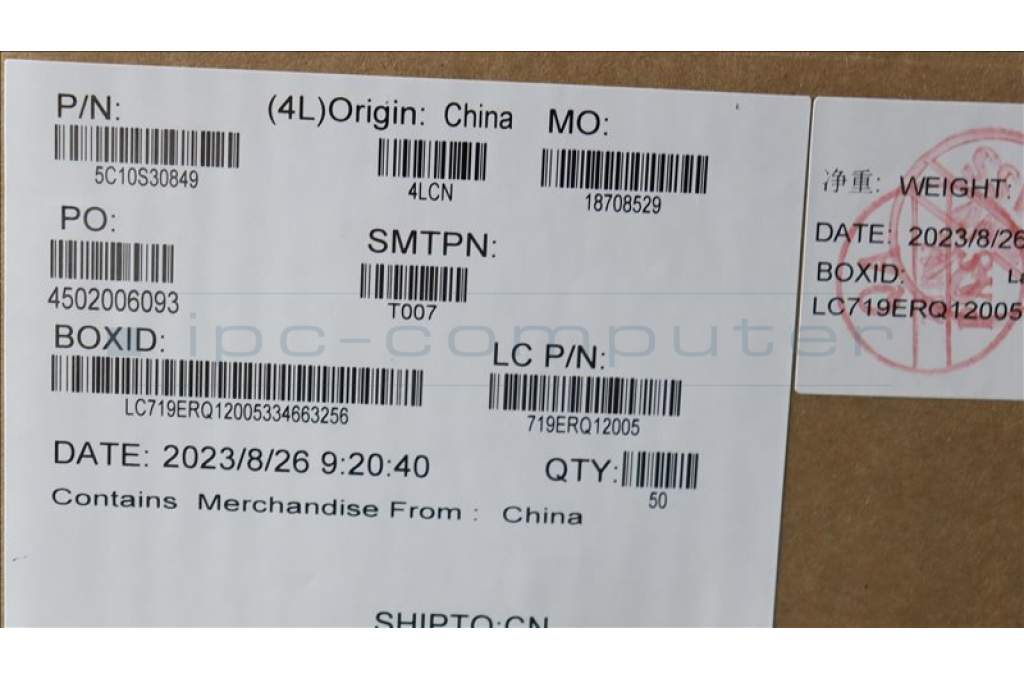 P/N:
5C10S30849
(4L)Origin: China
4LCN
MO:
18708529
PO:
4502006093
SMTPN:
T007
BOXID:
LC719ERQ12005334663256
LC P/N:
719ERQ12005
DATE: 2023/8/26 9:20:40
QTY:
50
Contains Merchandise From : China
SHIPTO:CN
净重: WEIGHT:
DATE: 2023/8/26
BOXID:
LC719ERQ12005
ipc-computer